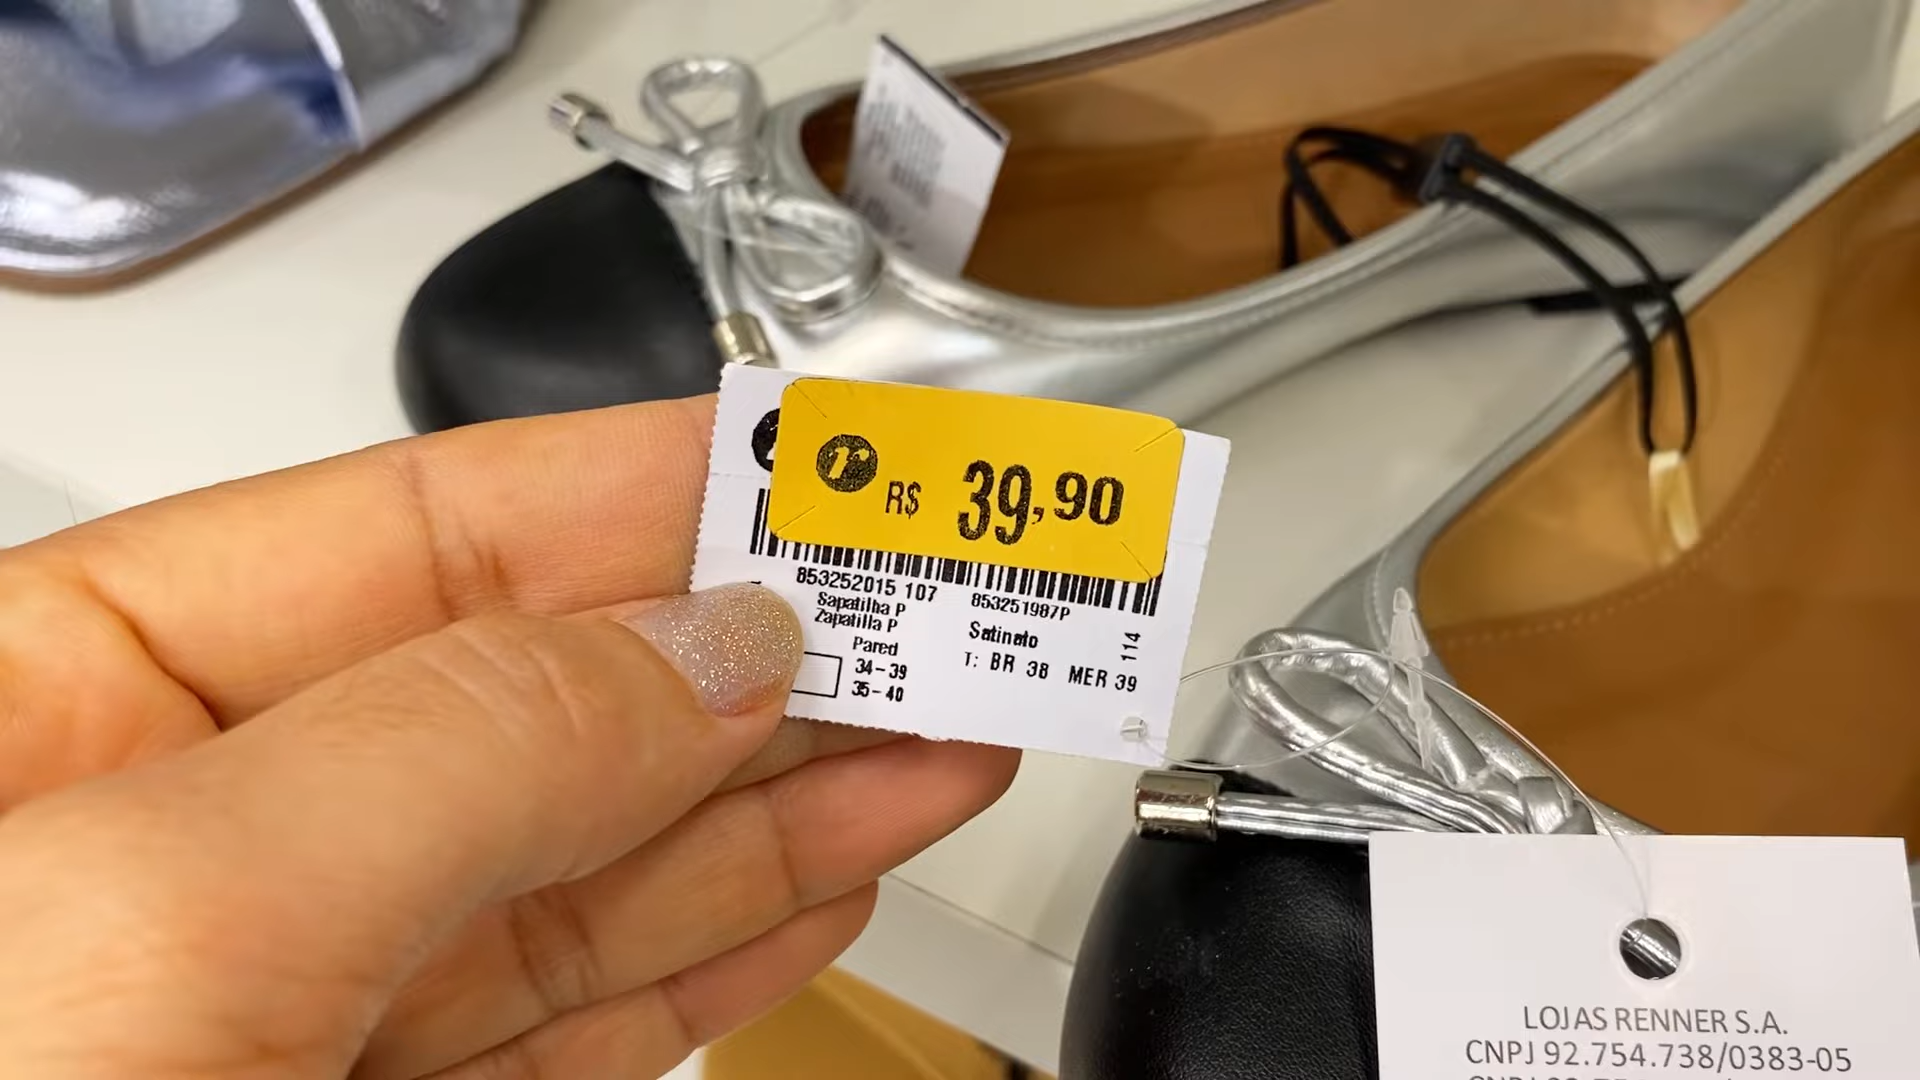 r R$ 39,90
853252015 107 853251987P
Sapatilha P
Zapatilla P
Satinato
114
Pared
34-39
35-40
T: BR 38 MER 39
LOJAS RENNER S.A.
CNPJ 92.754.738/0383-05